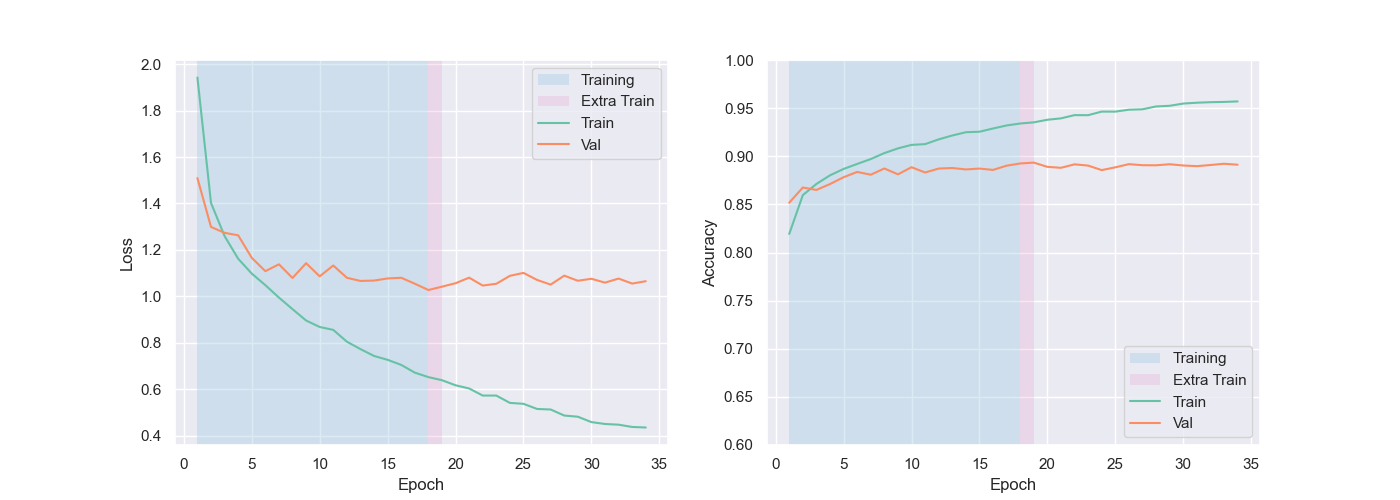 2.0
1.8
1.6
1.4
1.2
1.0
0.8
0.6
0.4
Loss
0 5 10 15 20 25 30 35
Epoch
Training
Extra Train
Train
Val
1.00
0.95
0.90
0.85
0.80
0.75
0.70
0.65
0.60
Accuracy
0 5 10 15 20 25 30 35
Epoch
Training
Extra Train
Train
Val